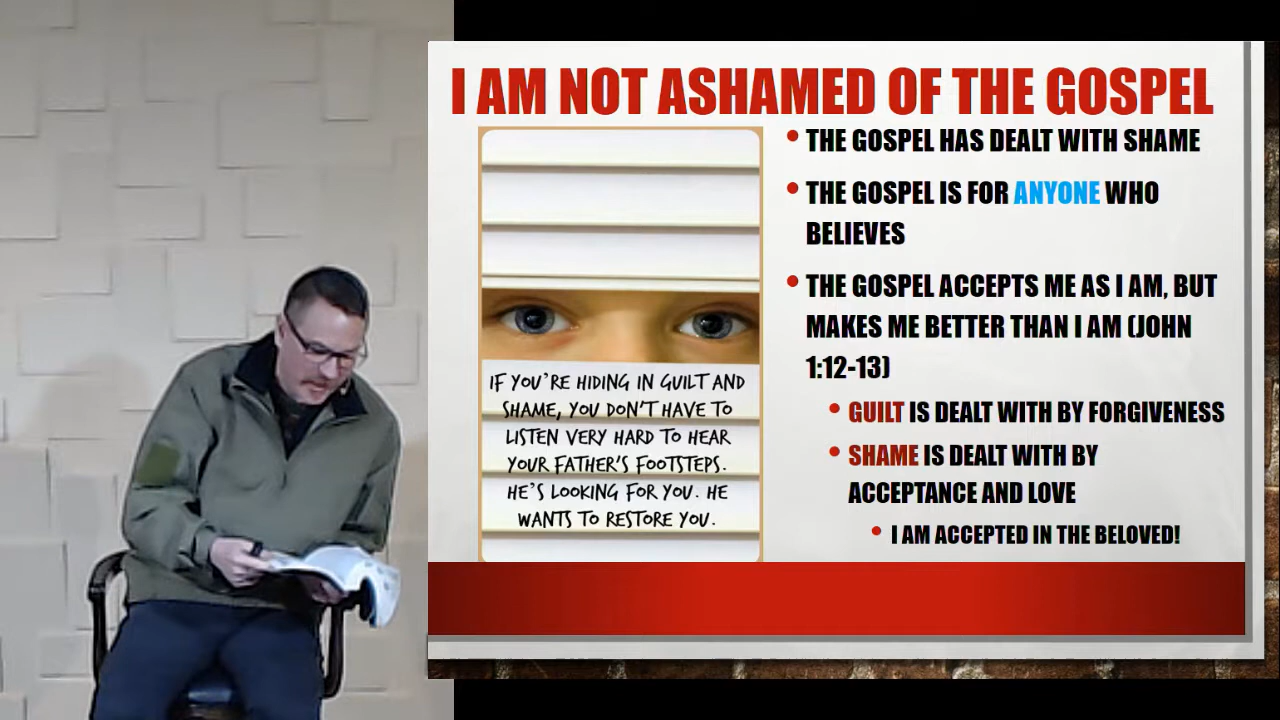 I AM NOT ASHAMED OF THE GOSPEL
THE GOSPEL HAS DEALT WITH SHAME
THE GOSPEL IS FOR ANYONE WHO
BELIEVES
THE GOSPEL ACCEPTS ME AS I AM, BUT
MAKES ME BETTER THAN I AM (JOHN
1:12-13)
GUILT IS DEALT WITH BY FORGIVENESS
SHAME IS DEALT WITH BY
ACCEPTANCE AND LOVE
I AM ACCEPTED IN THE BELOVED!
IF YOU'RE HIDING IN GUILT AND
SHAME, YOU DON'T HAVE TO
LISTEN VERY HARD TO HEAR
YOUR FATHER'S FOOTSTEPS.
HE'S LOOKING FOR YOU. HE
WANTS TO RESTORE YOU.